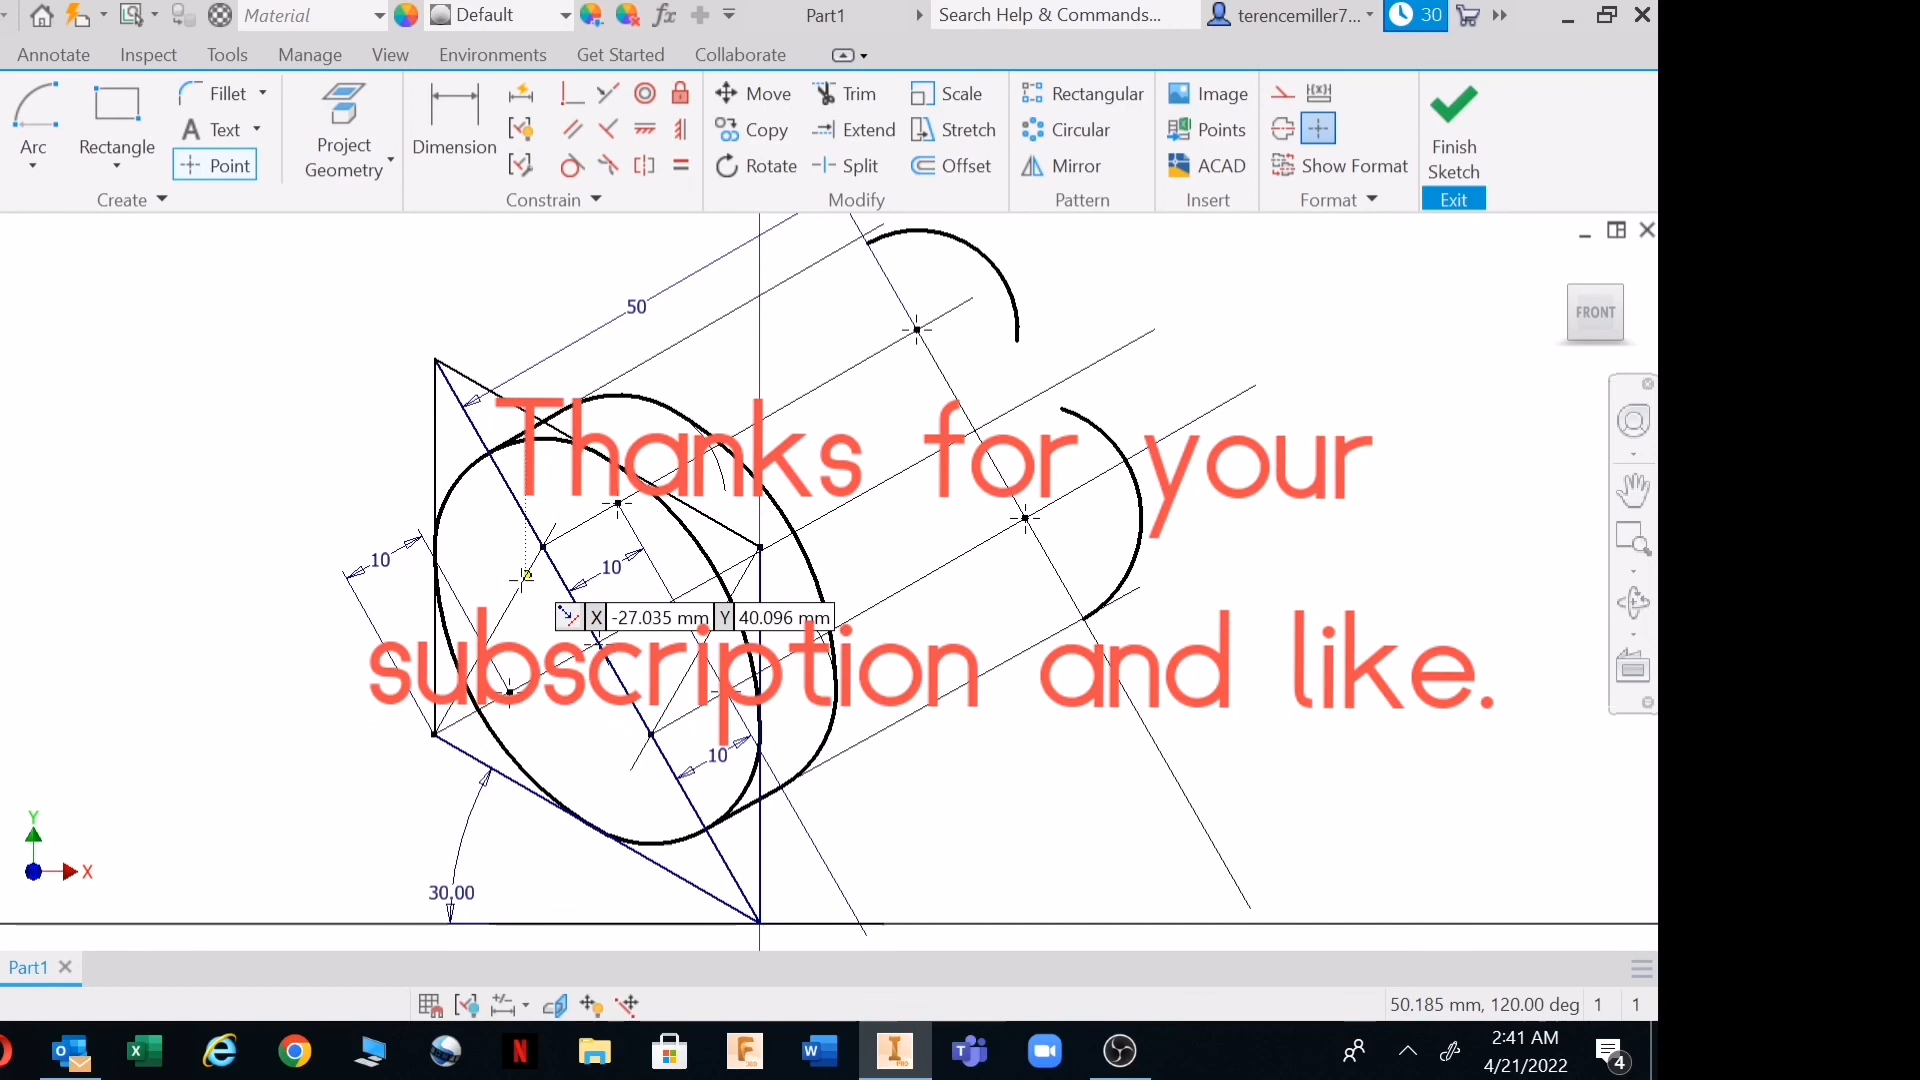 Material Default Part1 Search Help & Commands... terencemiller7... 30
Annotate Inspect Tools Manage View Environments Get Started Collaborate
Arc Rectangle Fillet Text Point Create
Project Geometry
Dimension Constrain
Move Trim Scale
Copy Extend Stretch
Rotate Split Offset
Modify
Rectangular
Circular
Mirror
Pattern
Image
Points
ACAD
Insert
Show Format
Format
Finish Sketch
Exit
FRONT
50
10
10
X -27.035 mm Y 40.096 mm
10
30.00
Thanks for your
subscription and like.
Y
X
Part1
50.185 mm, 120.00 deg 1 1
2:41 AM
4/21/2022
4